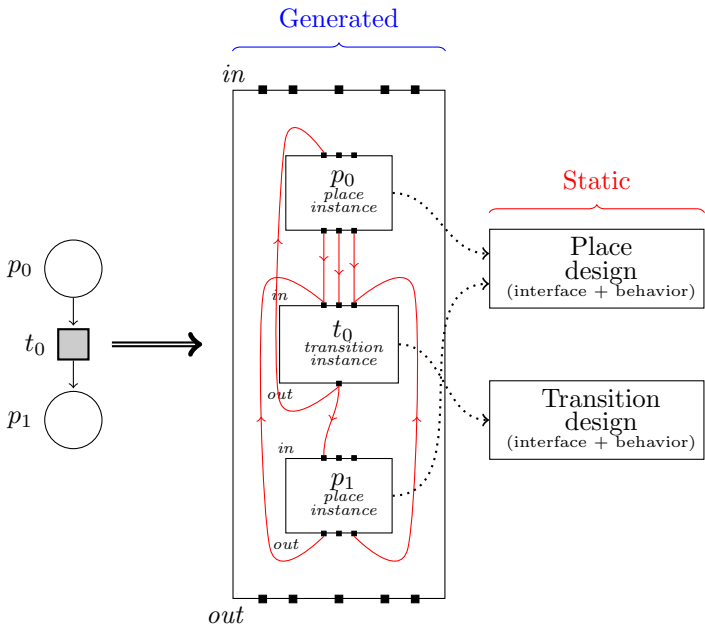 Generated
in
p0
place
instance
Static
Place
design
(interface + behavior)
p0
in
t0
t0
transition
instance
out
Transition
design
(interface + behavior)
p1
in
p1
place
instance
out
out